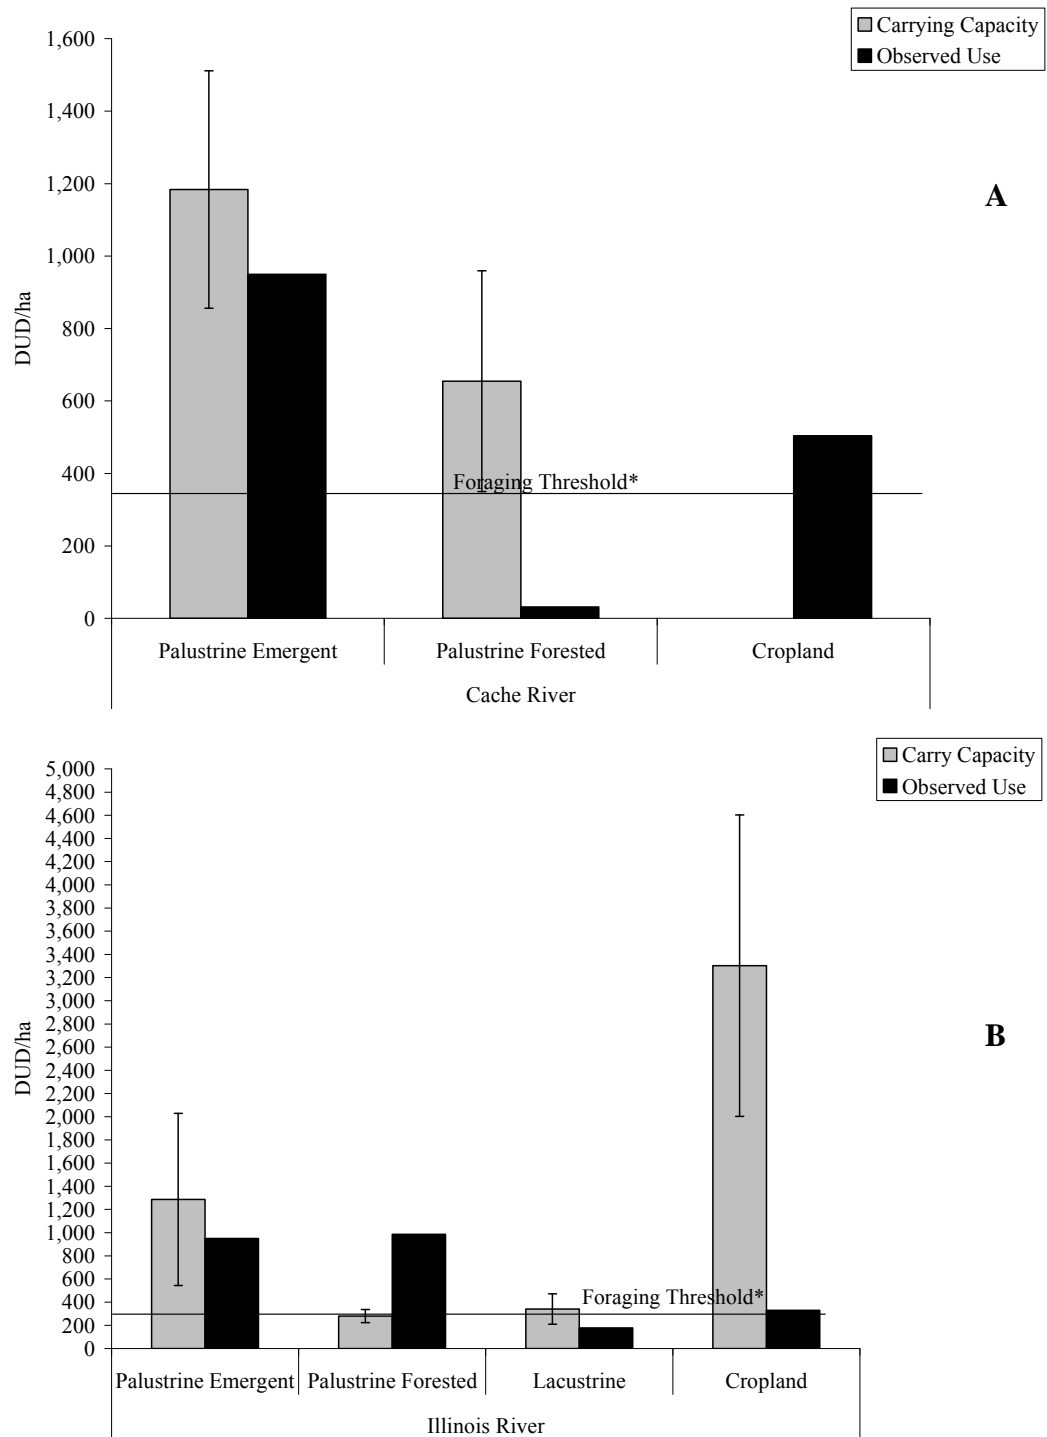 Carrying Capacity
Observed Use
1,600
1,400
1,200
1,000
800
600
400
200
0
DUD/ha
A
Foraging Threshold*
Palustrine Emergent
Palustrine Forested
Cropland
Cache River
Carry Capacity
Observed Use
5,000
4,800
4,600
4,400
4,200
4,000
3,800
3,600
3,400
3,200
3,000
2,800
2,600
2,400
2,200
2,000
1,800
1,600
1,400
1,200
1,000
800
600
400
200
0
DUD/ha
B
Foraging Threshold*
Palustrine Emergent
Palustrine Forested
Lacustrine
Cropland
Illinois River